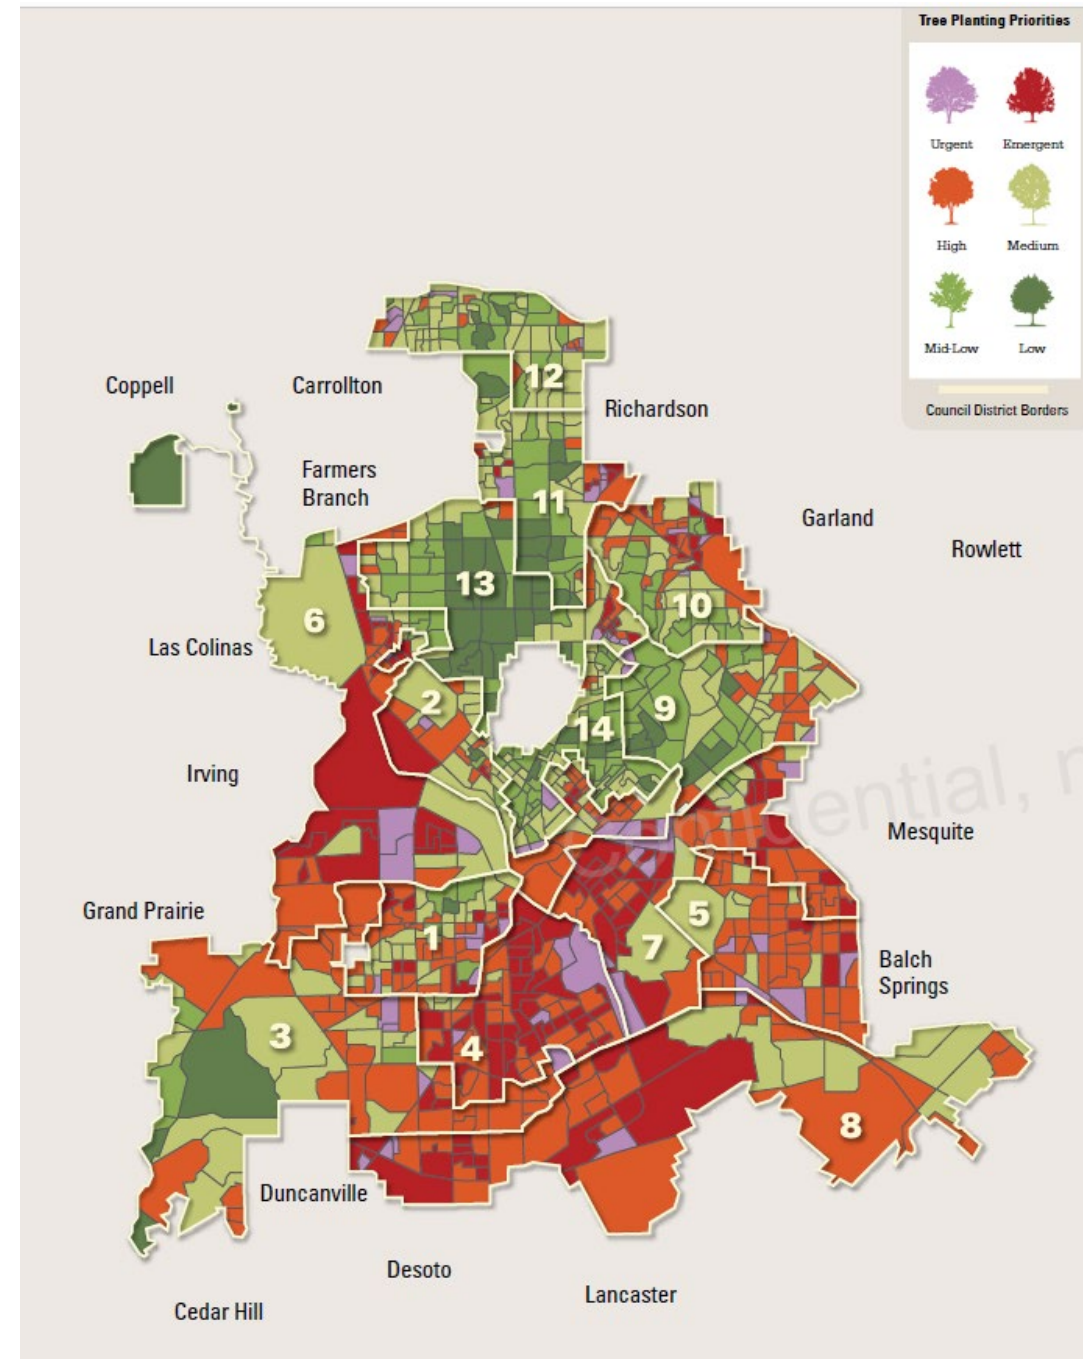 Tree Planting Priorities
Urgent Emergent
High Medium
Mid-Low Low
Council District Borders
Coppell
Carrollton
12
Richardson
Farmers
Branch
11
Garland
Rowlett
13
10
6
Las Colinas
2
14
9
Irving
Confidential, n
Mesquite
Grand Prairie
1
5
7
Balch
Springs
3
4
8
Duncanville
Desoto
Lancaster
Cedar Hill